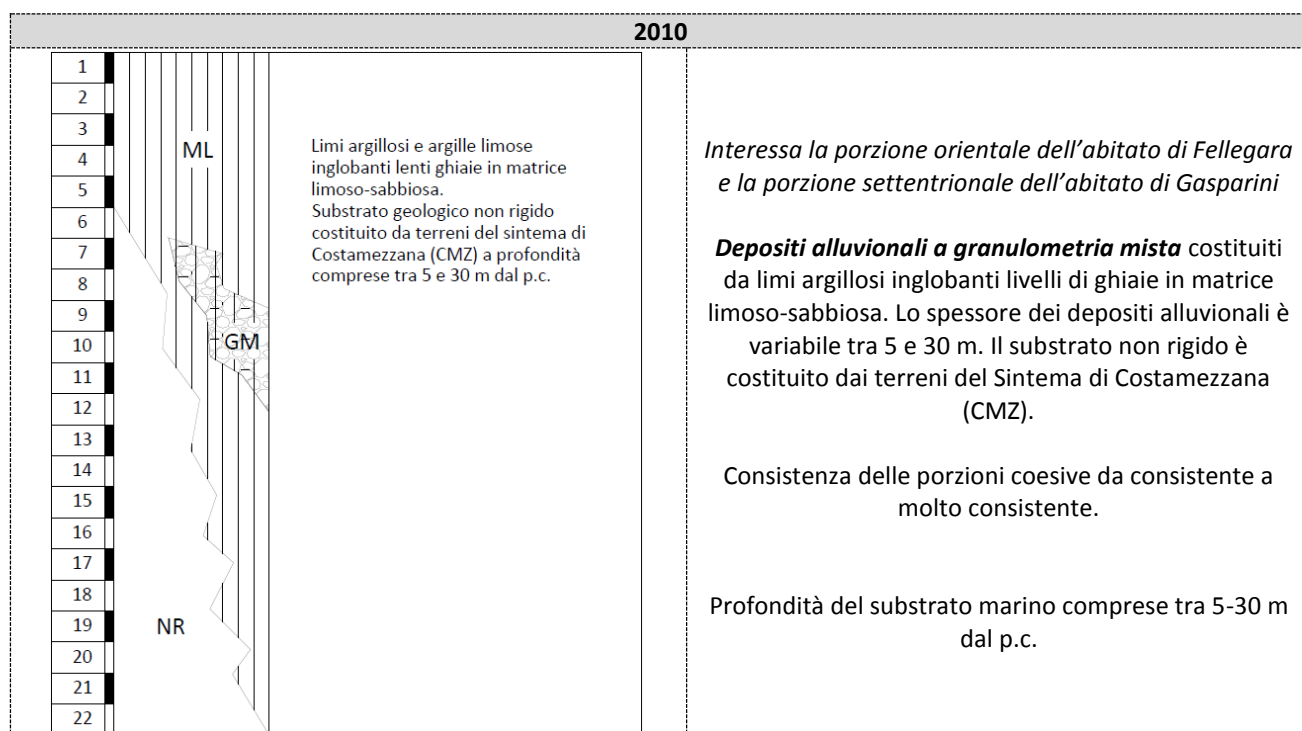 2010
1
2
3
4
5
6
7
8
9
10
11
12
13
14
15
16
17
18
19
20
21
22
ML
GM
NR
Limi argillosi e argille limose
inglobanti lenti ghiaie in matrice
limoso-sabbiosa.
Substrato geologico non rigido
costituito da terreni del sintema di
Costamezzana (CMZ) a profondità
comprese tra 5 e 30 m dal p.c.
Interessa la porzione orientale dell'abitato di Fellegara
e la porzione settentrionale dell'abitato di Gasparini
Depositi alluvionali a granulometria mista costituiti
da limi argillosi inglobanti livelli di ghiaie in matrice
limoso-sabbiosa. Lo spessore dei depositi alluvionali è
variabile tra 5 e 30 m. Il substrato non rigido è
costituito dai terreni del Sintema di Costamezzana
(CMZ).
Consistenza delle porzioni coesive da consistente a
molto consistente.
Profondità del substrato marino comprese tra 5-30 m
dal p.c.